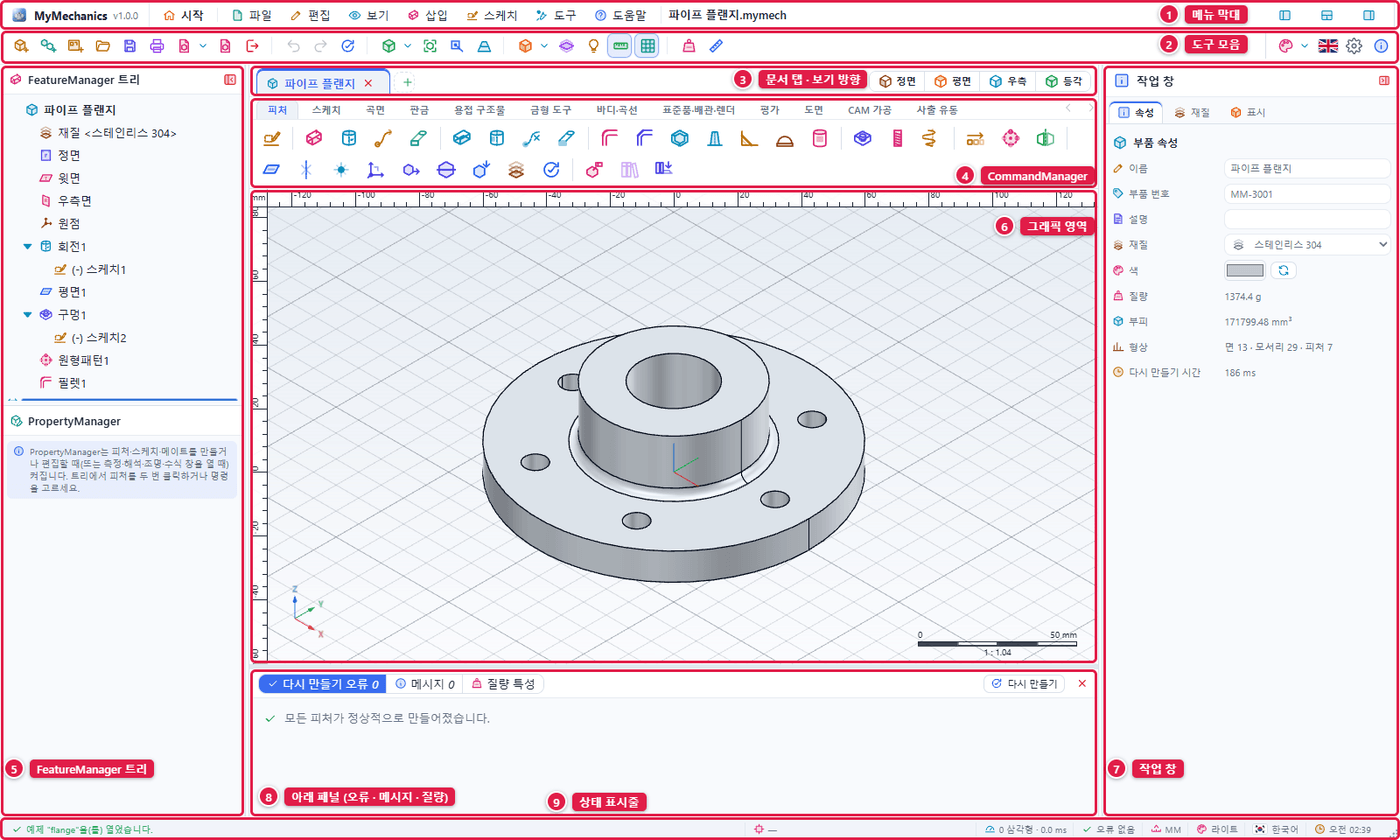 MyMechanics v1.0.0 시작 파일 편집 보기 삽입 스케치 도구 도움말 파이프 플랜지.mymech 1 메뉴 막대
2 도구 모음
FeatureManager 트리
파이프 플랜지
재질 <스테인리스 304>
정면
윗면
우측면
원점
회전1
(-) 스케치1
평면1
구멍1
(-) 스케치2
원형패턴1
필렛1
PropertyManager
PropertyManager는 피처·스케치·메이트를 만들거
나 편집할 때(또는 측정·해석·조명·수식 창을 열 때)
켜집니다. 트리에서 피처를 두 번 클릭하거나 명령
을 고르세요.
5 FeatureManager 트리
파이프 플랜지 3 문서 탭 · 보기 방향 정면 평면 우측 등각
피처 스케치 곡면 판금 용접 구조물 금형 도구 바디·곡선 표준품·배관·렌더 평가 도면 CAM 가공 사출 유동
4 CommandManager
mm -120 -100 -80 -60 -40 -20 0 20 40 60 80 100 120
6 그래픽 영역
80
60
40
20
0
-20
-40
-60
Z
Y
X
0 50 mm
1 : 1.04
다시 만들기 오류 0 메시지 0 질량 특성 다시 만들기
모든 피처가 정상적으로 만들어졌습니다.
8 아래 패널 (오류 · 메시지 · 질량)
9 상태 표시줄
작업 창
속성 재질 표시
부품 속성
이름 파이프 플랜지
부품 번호 MM-3001
설명
재질 스테인리스 304
색
질량 1374.4 g
부피 171799.48 mm³
형상 면 13 · 모서리 29 · 피처 7
다시 만들기 시간 186 ms
7 작업 창
예제 "flange"을(를) 열었습니다. — 0 삼각형 · 0.0 ms 오류 없음 MM 라이트 한국어 오전 02:39